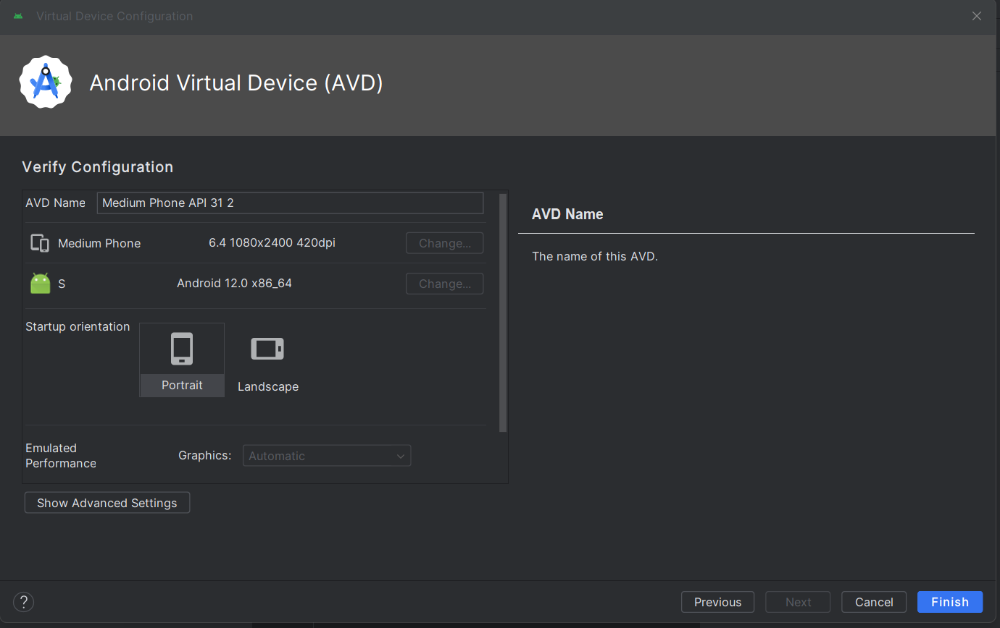 Virtual Device Configuration
Android Virtual Device (AVD)
Verify Configuration
AVD Name Medium Phone API 31 2
Medium Phone 6.4 1080x2400 420dpi Change...
S Android 12.0 x86_64 Change...
Startup orientation
Portrait
Landscape
Emulated
Performance
Graphics: Automatic
Show Advanced Settings
AVD Name
The name of this AVD.
?
Previous Next Cancel Finish